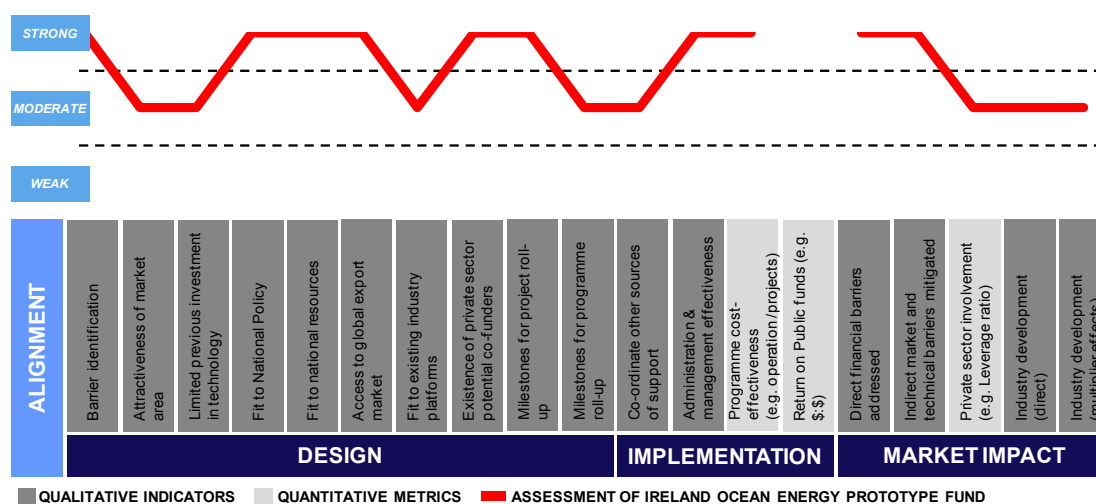 STRONG
MODERATE
WEAK
ALIGNMENT
Barrier identification
Attractiveness of market
area
Limited previous investment
in technology
Fit to National Policy
Fit to national resources
Access to global export
market
Fit to existing industry
platforms
Existence of private sector
potential co-funders
Milestones for project roll-
up
Milestones for programme
roll-up
Co-ordinate other sources
of support
Administration &
management effectiveness
Programme cost-
effectiveness
(e.g. operation /projects)
Return on Public funds (e.g.
$:$)
Direct financial barriers
addressed
Indirect market and
technical barriers mitigated
Private sector involvement
(e.g. Leverage ratio)
Industry development
(direct)
Industry development
(multiplier effects)
DESIGN
IMPLEMENTATION
MARKET IMPACT
QUALITATIVE INDICATORS
QUANTITATIVE METRICS
ASSESSMENT OF IRELAND OCEAN ENERGY PROTOTYPE FUND